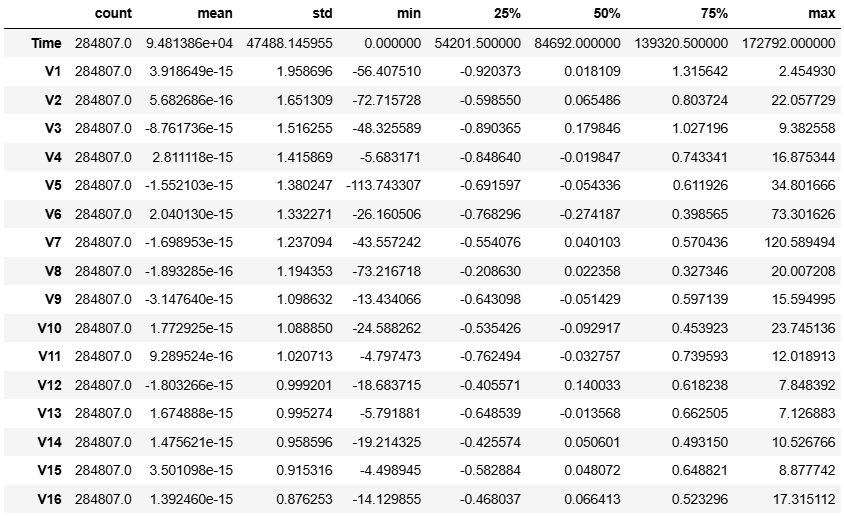 count mean std min 25% 50% 75% max
Time 284807.0 9.481386e+04 47488.145955 0.000000 54201.500000 84692.000000 139320.500000 172792.000000
V1 284807.0 3.918649e-15 1.958696 -56.407510 -0.920373 0.018109 1.315642 2.454930
V2 284807.0 5.682686e-16 1.651309 -72.715728 -0.598550 0.065486 0.803724 22.057729
V3 284807.0 -8.761736e-15 1.516255 -48.325589 -0.890365 0.179846 1.027196 9.382558
V4 284807.0 2.811118e-15 1.415869 -5.683171 -0.848640 -0.019847 0.743341 16.875344
V5 284807.0 -1.552103e-15 1.380247 -113.743307 -0.691597 -0.054336 0.611926 34.801666
V6 284807.0 2.040130e-15 1.332271 -26.160506 -0.768296 -0.274187 0.398565 73.301626
V7 284807.0 -1.698953e-15 1.237094 -43.557242 -0.554076 0.040103 0.570436 120.589494
V8 284807.0 -1.893285e-16 1.194353 -73.216718 -0.208630 0.022358 0.327346 20.007208
V9 284807.0 -3.147640e-15 1.098632 -13.434066 -0.643098 -0.051429 0.597139 15.594995
V10 284807.0 1.772925e-15 1.088850 -24.588262 -0.535426 -0.092917 0.453923 23.745136
V11 284807.0 9.289524e-16 1.020713 -4.797473 -0.762494 -0.032757 0.739593 12.018913
V12 284807.0 -1.803266e-15 0.999201 -18.683715 -0.405571 0.140033 0.618238 7.848392
V13 284807.0 1.674888e-15 0.995274 -5.791881 -0.648539 -0.013568 0.662505 7.126883
V14 284807.0 1.475621e-15 0.958596 -19.214325 -0.425574 0.050601 0.493150 10.526766
V15 284807.0 3.501098e-15 0.915316 -4.498945 -0.582884 0.048072 0.648821 8.877742
V16 284807.0 1.392460e-15 0.876253 -14.129855 -0.468037 0.066413 0.523296 17.315112